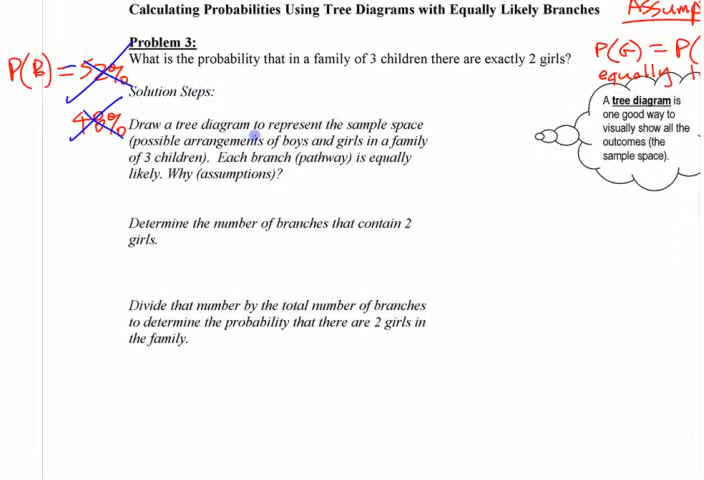 Calculating Probabilities Using Tree Diagrams with Equally Likely Branches
Assump
Problem 3:
What is the probability that in a family of 3 children there are exactly 2 girls?
P(G) = P(
equally
P(B) = 52%
48%
Solution Steps:
Draw a tree diagram to represent the sample space
(possible arrangements of boys and girls in a family
of 3 children). Each branch (pathway) is equally
likely. Why (assumptions)?
A tree diagram is
one good way to
visually show all the
outcomes (the
sample space).
Determine the number of branches that contain 2
girls.
Divide that number by the total number of branches
to determine the probability that there are 2 girls in
the family.